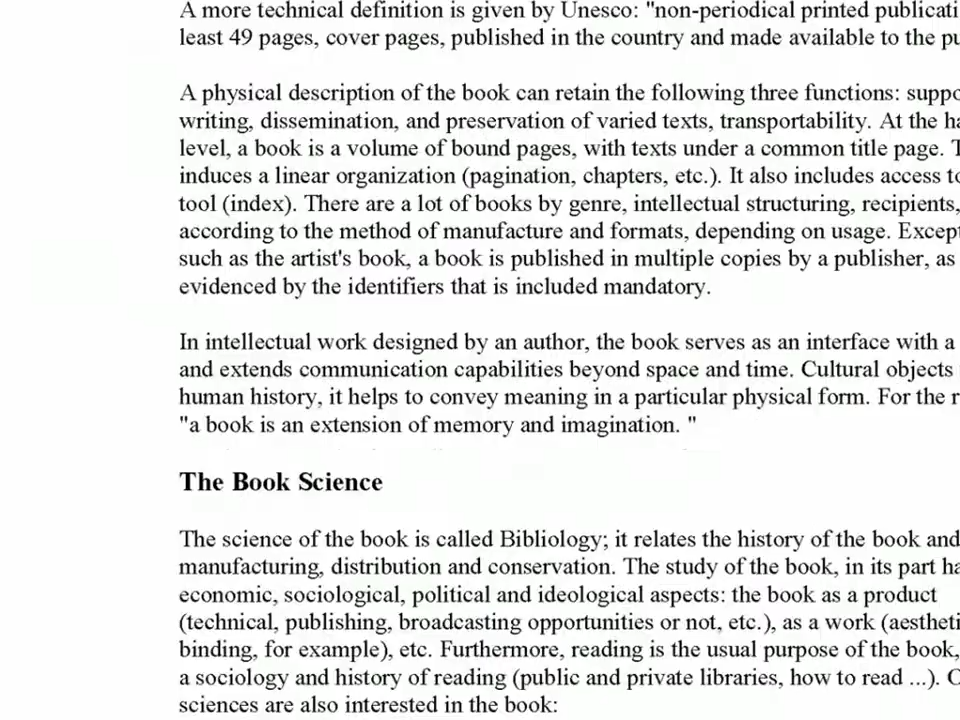 A more technical definition is given by Unesco: "non-periodical printed
least 49 pages, cover pages, published in the country and made available to the
A physical description of the book can retain the following three functions:
writing, dissemination, and preservation of varied texts, transportability. At the
level, a book is a volume of bound pages, with texts under a common title page.
induces a linear organization (pagination, chapters, etc.). It also includes access
tool (index). There are a lot of books by genre, intellectual structuring, recipients,
according to the method of manufacture and formats, depending on usage.
such as the artist's book, a book is published in multiple copies by a publisher, as
evidenced by the identifiers that is included mandatory.
In intellectual work designed by an author, the book serves as an interface with a
and extends communication capabilities beyond space and time. Cultural objects
human history, it helps to convey meaning in a particular physical form. For the
"a book is an extension of memory and imagination. "
The Book Science
The science of the book is called Bibliology; it relates the history of the book and
manufacturing, distribution and conservation. The study of the book, in its part
economic, sociological, political and ideological aspects: the book as a product
(technical, publishing, broadcasting opportunities or not, etc.), as a work
binding, for example), etc. Furthermore, reading is the usual purpose of the book,
a sociology and history of reading (public and private libraries, how to read ...).
sciences are also interested in the book: